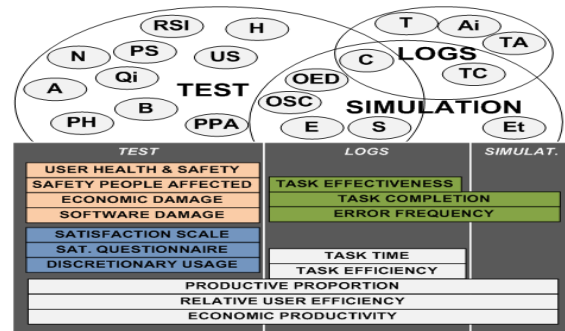 RSI
H
T
Ai
N
PS
US
C
LOGS
TA
Qi
TC
A
TEST
OED
B
OSC
SIMULATION
PH
PPA
E
S
Et
TEST LOGS SIMULAT.
USER HEALTH & SAFETY
SAFETY PEOPLE AFFECTED TASK EFFECTIVENESS
ECONOMIC DAMAGE TASK COMPLETION
SOFTWARE DAMAGE ERROR FREQUENCY
SATISFACTION SCALE
SAT. QUESTIONNAIRE TASK TIME
DISCRETIONARY USAGE TASK EFFICIENCY
PRODUCTIVE PROPORTION
RELATIVE USER EFFICIENCY
ECONOMIC PRODUCTIVITY